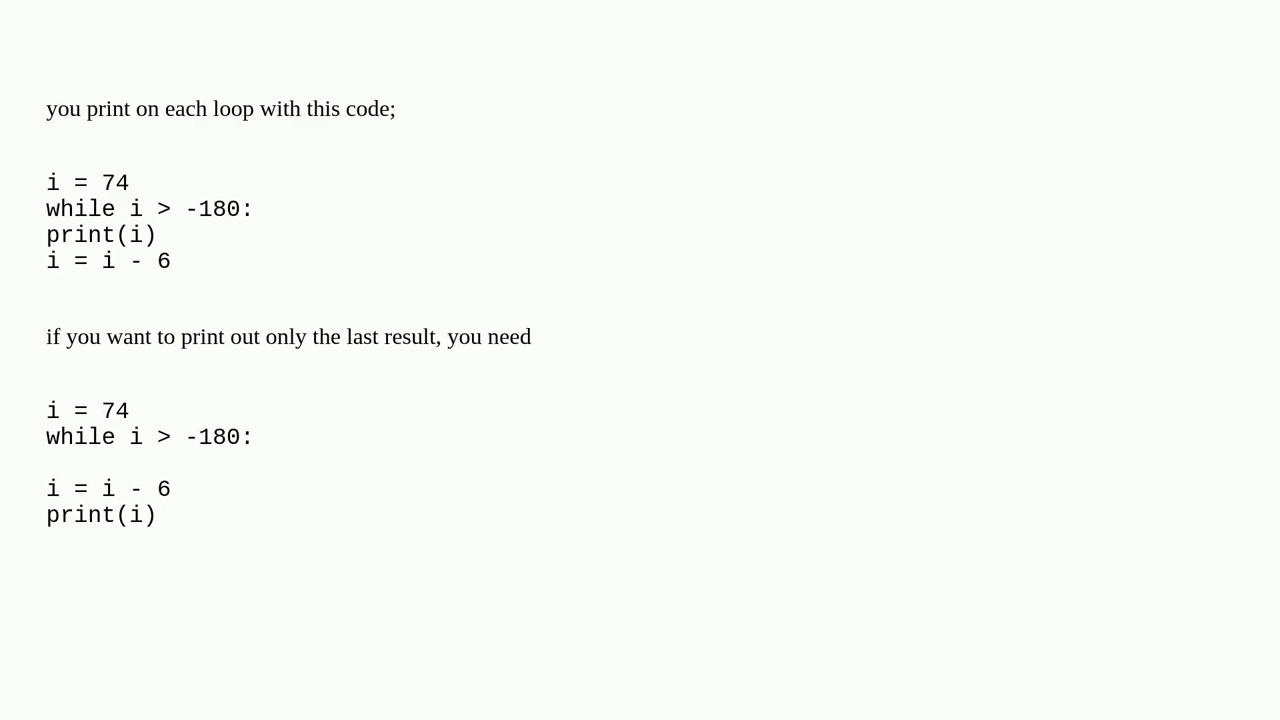 you print on each loop with this code;
i = 74
while i > -180:
print(i)
i = i - 6
if you want to print out only the last result, you need
i = 74
while i > -180:
i = i - 6
print(i)